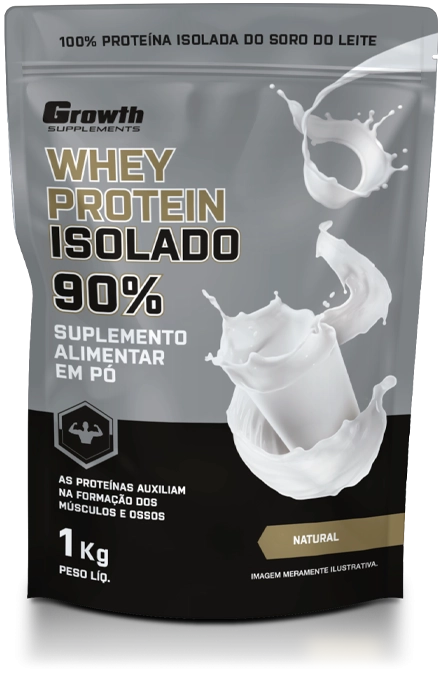 100% PROTEÍNA ISOLADA DO SORO DO LEITE
Growth
SUPPLEMENTS
WHEY
PROTEIN
ISOLADO
90%
SUPLEMENTO
ALIMENTAR
EM PÓ
AS PROTEÍNAS AUXILIAM
NA FORMAÇÃO DOS
MÚSCULOS E OSSOS
1 Kg
PESO LÍQ.
NATURAL
IMAGEM MERAMENTE ILUSTRATIVA.